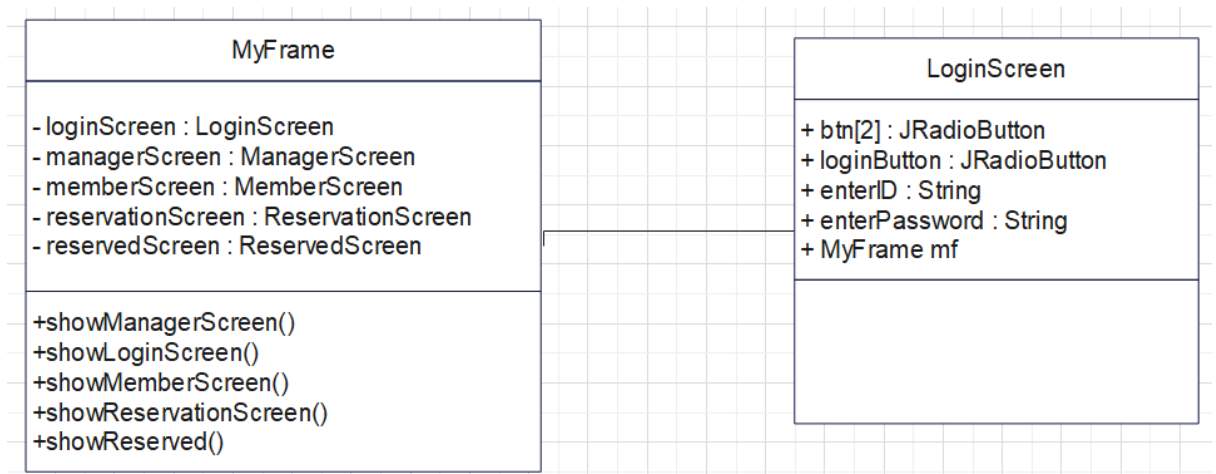 MyFrame
- loginScreen : LoginScreen
- managerScreen : ManagerScreen
- memberScreen : MemberScreen
- reservationScreen : ReservationScreen
- reservedScreen : ReservedScreen
+showManagerScreen()
+showLoginScreen()
+showMemberScreen()
+showReservationScreen()
+showReserved()
LoginScreen
+ btn[2] : JRadioButton
+ loginButton : JRadioButton
+ enterID : String
+ enterPassword : String
+ MyFrame mf